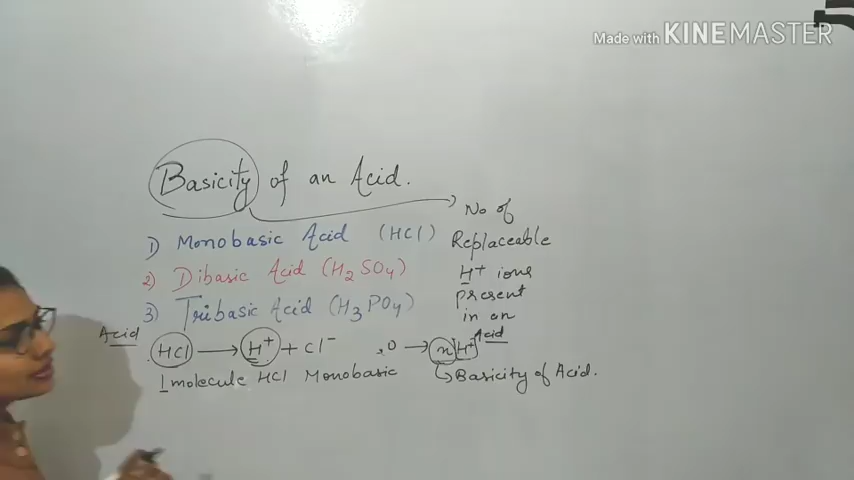 Made with KINEMASTER
Basicity of an Acid.
No of
Replaceable
H+ ions
present
in an
Acid
1) Monobasic Acid (HCl)
2) Dibasic Acid (H2SO4)
3) Tribasic Acid (H3PO4)
Acid
HCl → H+ + Cl-
n H+
1 molecule HCl Monobasic
Basicity of Acid.